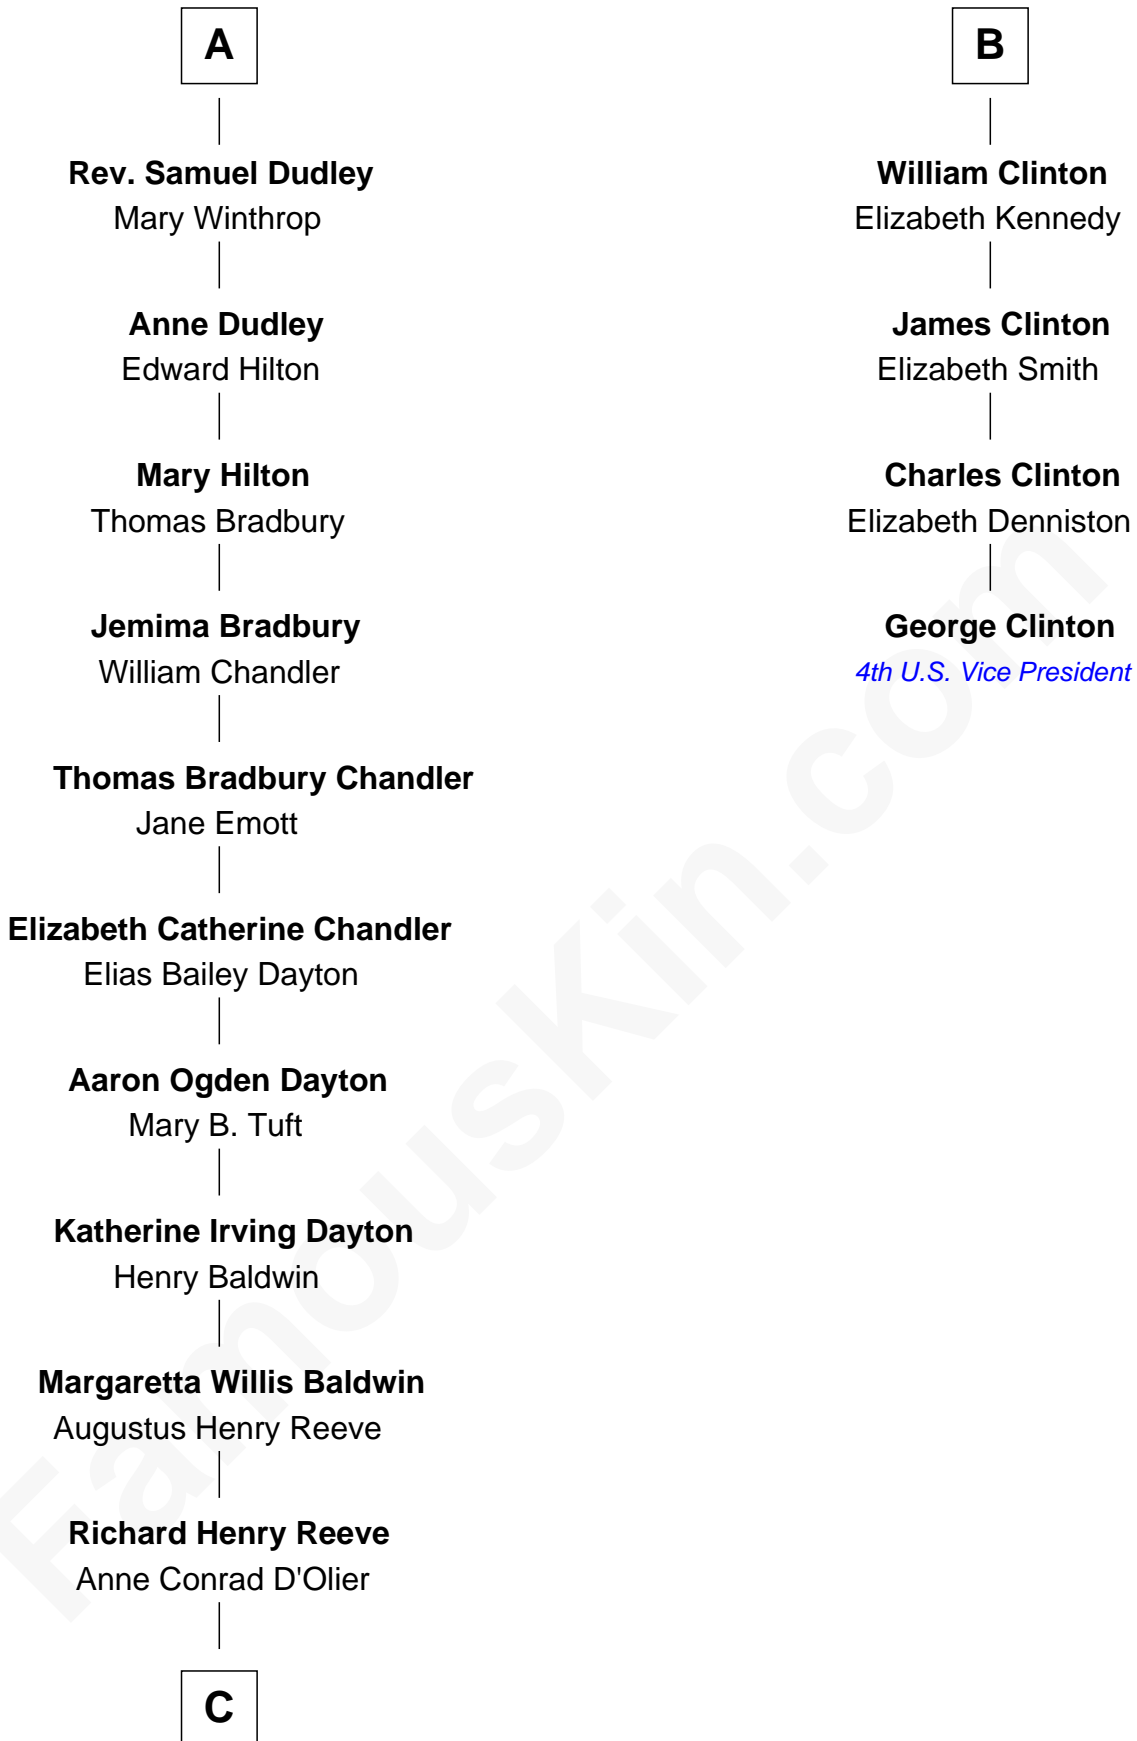 A
Rev. Samuel Dudley
Mary Winthrop
Anne Dudley
Edward Hilton
Mary Hilton
Thomas Bradbury
Jemima Bradbury
William Chandler
Thomas Bradbury Chandler
Jane Emott
Elizabeth Catherine Chandler
Elias Bailey Dayton
Aaron Ogden Dayton
Mary B. Tuft
Katherine Irving Dayton
Henry Baldwin
Margaretta Willis Baldwin
Augustus Henry Reeve
Richard Henry Reeve
Anne Conrad D'Olier
C
B
William Clinton
Elizabeth Kennedy
James Clinton
Elizabeth Smith
Charles Clinton
Elizabeth Denniston
George Clinton
4th U.S. Vice President
FamousKin.com